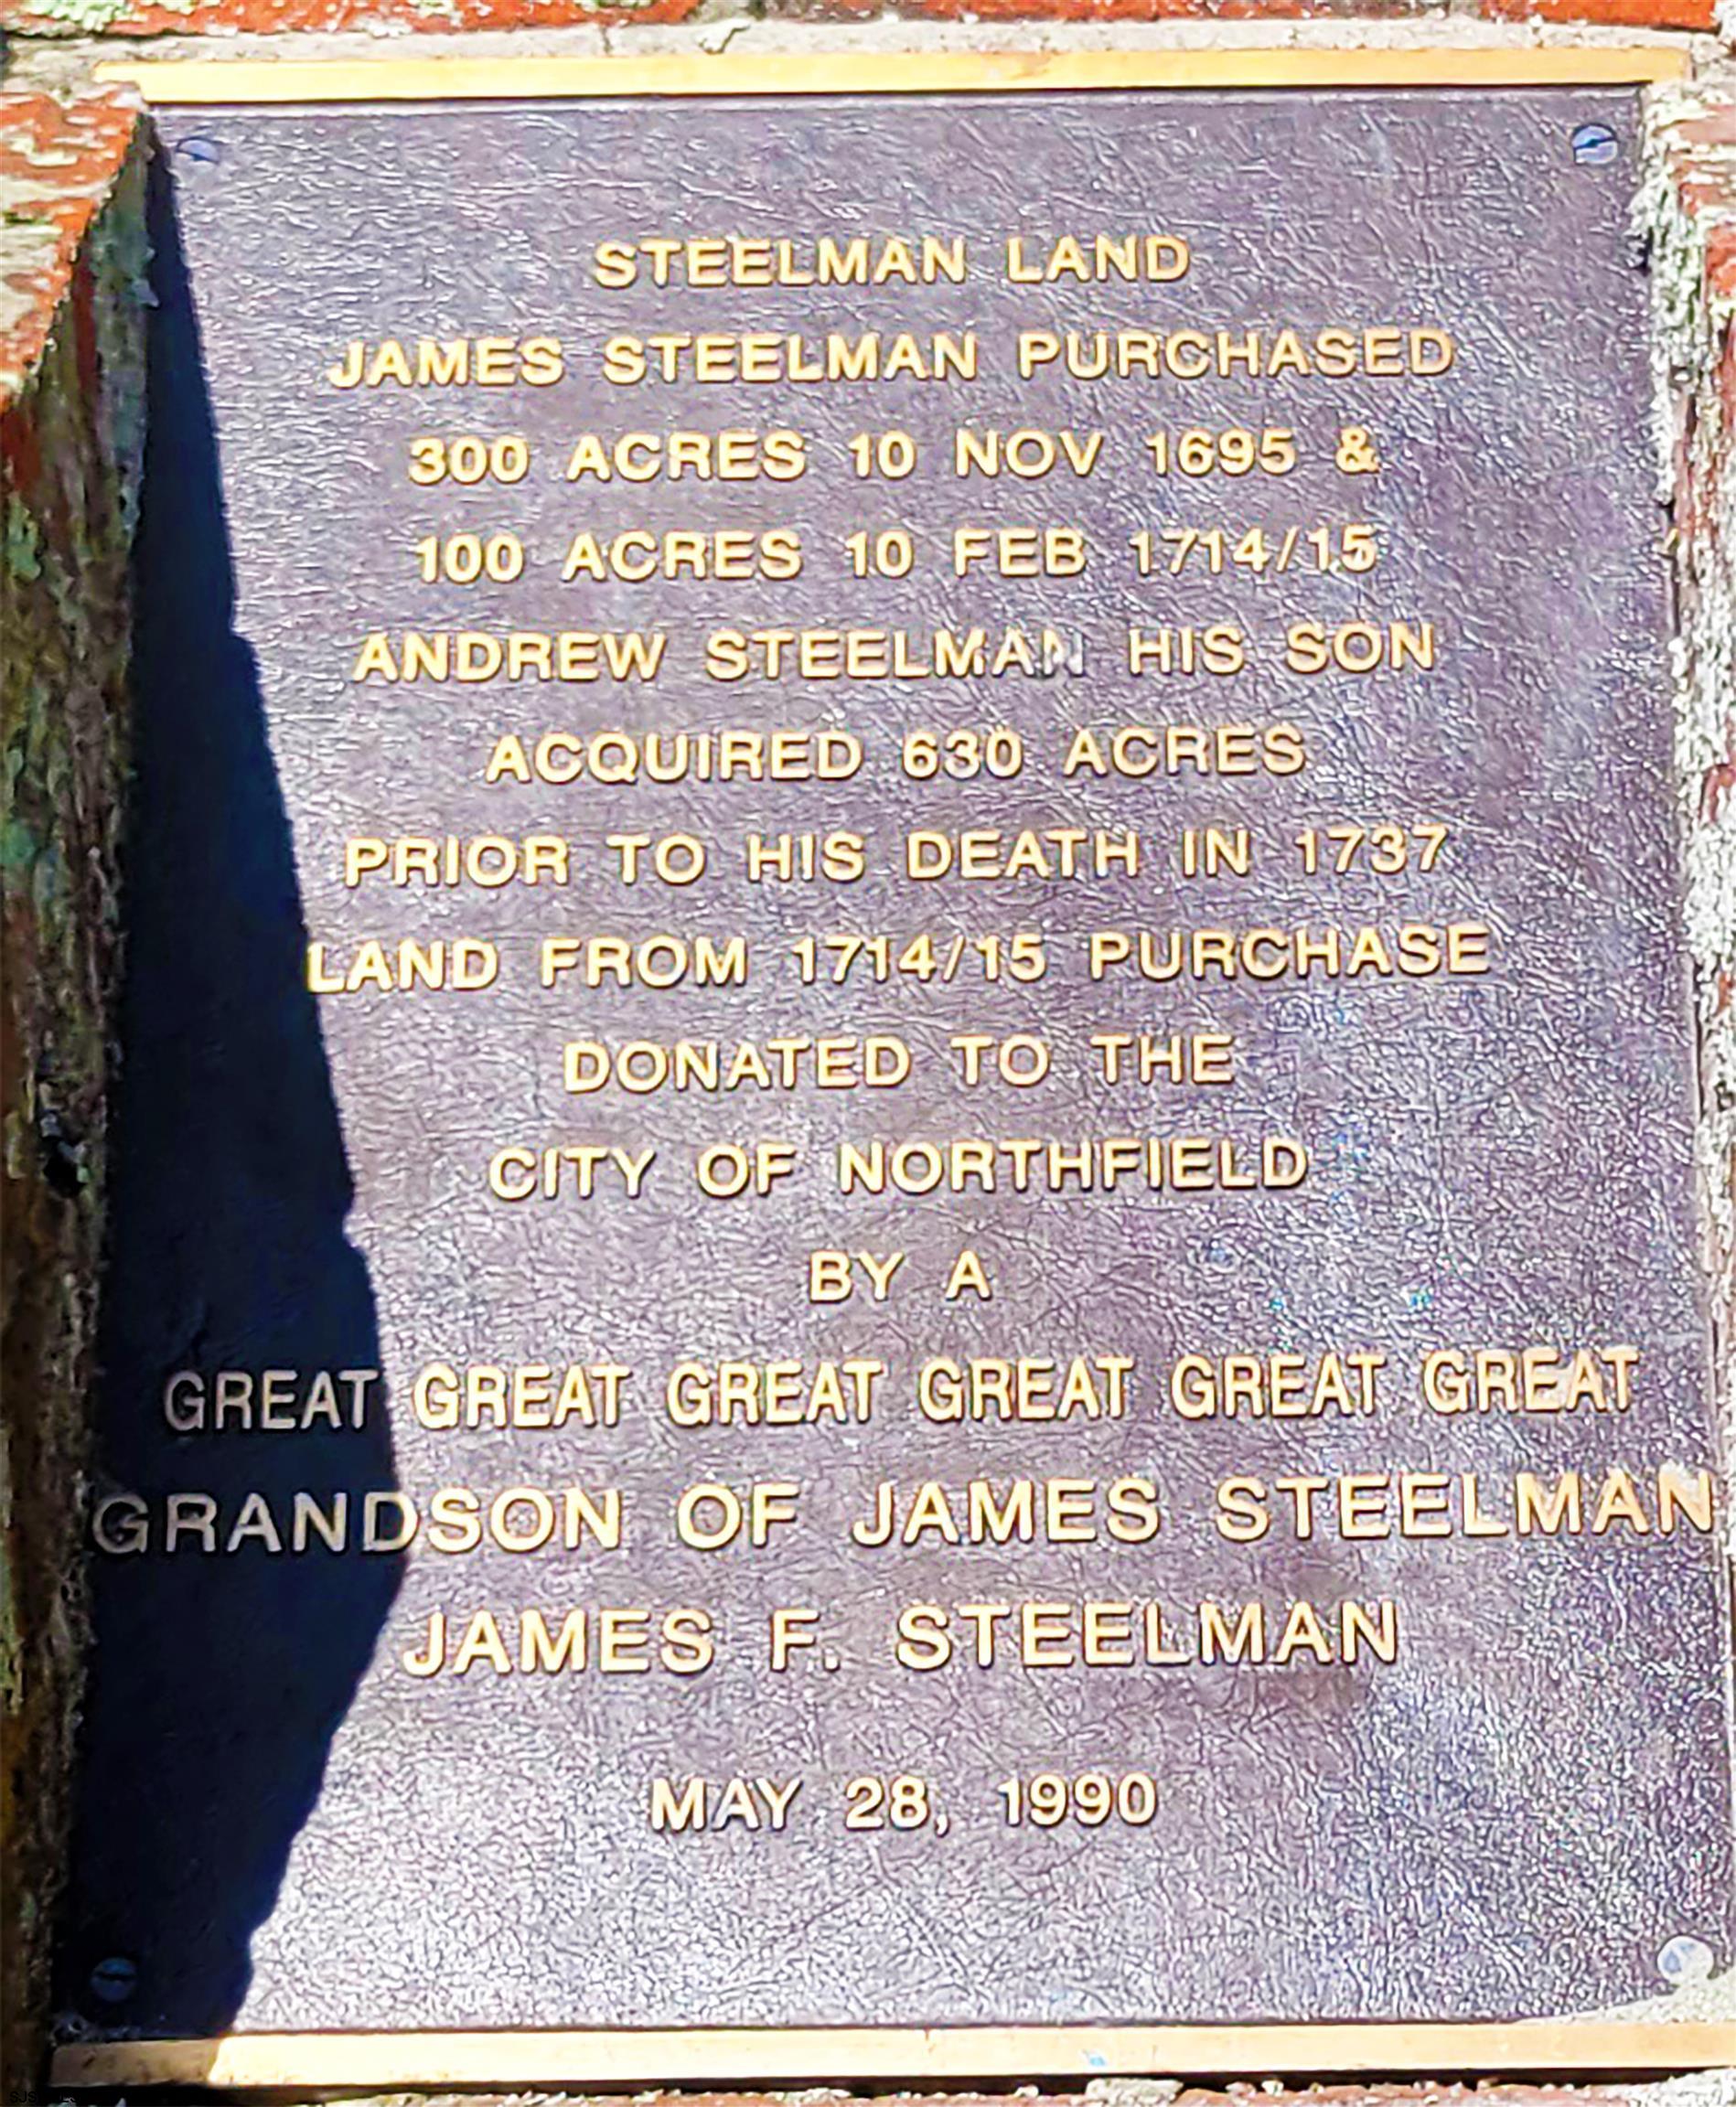 STEELMAN LAND
JAMES STEELMAN PURCHASED
300 ACRES 10 NOV 1695 &
100 ACRES 10 FEB 1714/15
ANDREW STEELMAN HIS SON
ACQUIRED 630 ACRES
PRIOR TO HIS DEATH IN 1737
LAND FROM 1714/15 PURCHASE
DONATED TO THE
CITY OF NORTHFIELD
BY A
GREAT GREAT GREAT GREAT GREAT GREAT
GRANDSON OF JAMES STEELMAN
JAMES F. STEELMAN
MAY 28, 1990